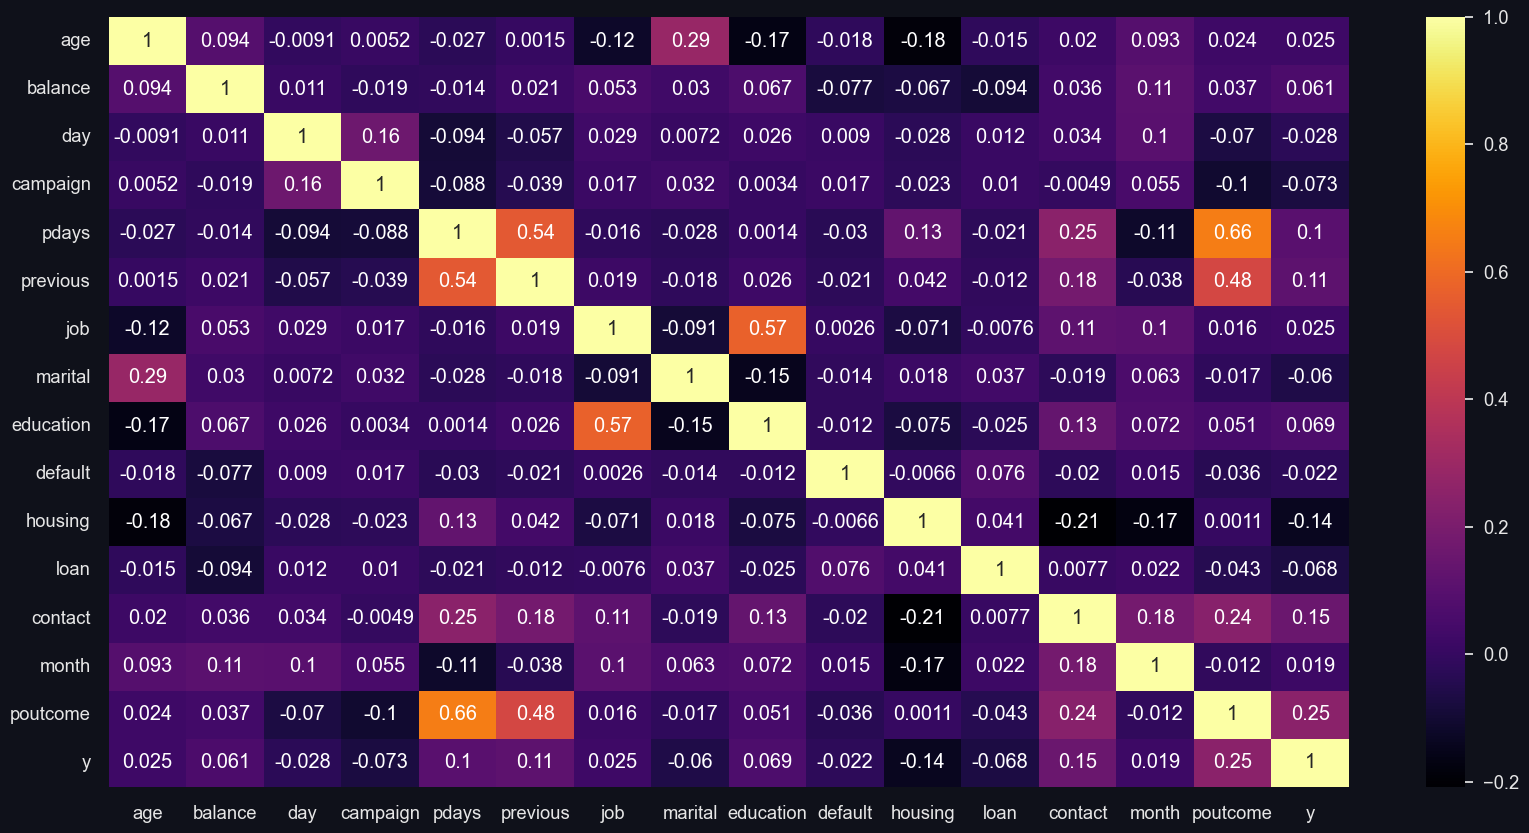 age 1 0.094 -0.0091 0.0052 -0.027 0.0015 -0.12 0.29 -0.17 -0.018 -0.18 -0.015 0.02 0.093 0.024 0.025
balance 0.094 1 0.011 -0.019 -0.014 0.021 0.053 0.03 0.067 -0.077 -0.067 -0.094 0.036 0.11 0.037 0.061
day -0.0091 0.011 1 0.16 -0.094 -0.057 0.029 0.0072 0.026 0.009 -0.028 0.012 0.034 0.1 -0.07 -0.028
campaign 0.0052 -0.019 0.16 1 -0.088 -0.039 0.017 0.032 0.0034 0.017 -0.023 0.01 -0.0049 0.055 -0.1 -0.073
pdays -0.027 -0.014 -0.094 -0.088 1 0.54 -0.016 -0.028 0.0014 -0.03 0.13 -0.021 0.25 -0.11 0.66 0.1
previous 0.0015 0.021 -0.057 -0.039 0.54 1 0.019 -0.018 0.026 -0.021 0.042 -0.012 0.18 -0.038 0.48 0.11
job -0.12 0.053 0.029 0.017 -0.016 0.019 1 -0.091 0.57 0.0026 -0.071 -0.0076 0.11 0.1 0.016 0.025
marital 0.29 0.03 0.0072 0.032 -0.028 -0.018 -0.091 1 -0.15 -0.014 0.018 0.037 -0.019 0.063 -0.017 -0.06
education -0.17 0.067 0.026 0.0034 0.0014 0.026 0.57 -0.15 1 -0.012 -0.075 -0.025 0.13 0.072 0.051 0.069
default -0.018 -0.077 0.009 0.017 -0.03 -0.021 0.0026 -0.014 -0.012 1 -0.0066 0.076 -0.02 0.015 -0.036 -0.022
housing -0.18 -0.067 -0.028 -0.023 0.13 0.042 -0.071 0.018 -0.075 -0.0066 1 0.041 -0.21 -0.17 0.0011 -0.14
loan -0.015 -0.094 0.012 0.01 -0.021 -0.012 -0.0076 0.037 -0.025 0.076 0.041 1 0.0077 0.022 -0.043 -0.068
contact 0.02 0.036 0.034 -0.0049 0.25 0.18 0.11 -0.019 0.13 -0.02 -0.21 0.0077 1 0.18 0.24 0.15
month 0.093 0.11 0.1 0.055 -0.11 -0.038 0.1 0.063 0.072 0.015 -0.17 0.022 0.18 1 -0.012 0.019
poutcome 0.024 0.037 -0.07 -0.1 0.66 0.48 0.016 -0.017 0.051 -0.036 0.0011 -0.043 0.24 -0.012 1 0.25
y 0.025 0.061 -0.028 -0.073 0.1 0.11 0.025 -0.06 0.069 -0.022 -0.14 -0.068 0.15 0.019 0.25 1
age balance day campaign pdays previous job marital education default housing loan contact month poutcome y
1.0
0.8
0.6
0.4
0.2
0.0
−0.2